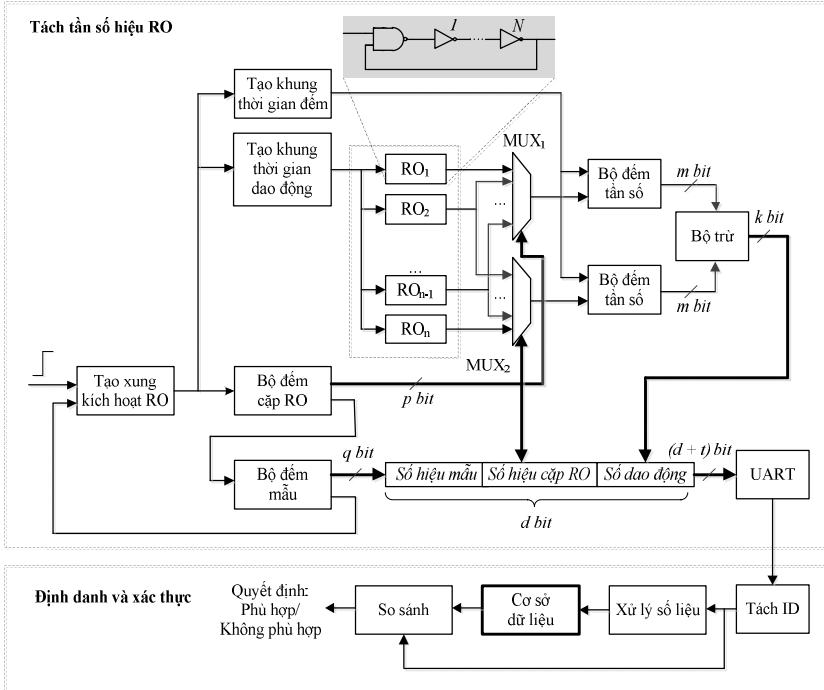 Tách tần số hiệu RO
1
N
Tạo khung
thời gian đếm
Tạo khung
thời gian
dao động
MUX₁
RO₁
RO₂
...
ROₙ₋₁
ROₙ
...
...
MUX₂
Bộ đếm
tần số
m bit
Bộ trừ
k bit
Bộ đếm
tần số
m bit
Tạo xung
kích hoạt RO
Bộ đếm
cặp RO
p bit
Bộ đếm
mẫu
q bit
Số hiệu mẫu
Số hiệu cặp RO
Số dao động
(d + t) bit
UART
d bit
Định danh và xác thực
Quyết định:
Phù hợp/
Không phù hợp
So sánh
Cơ sở
dữ liệu
Xử lý số liệu
Tách ID